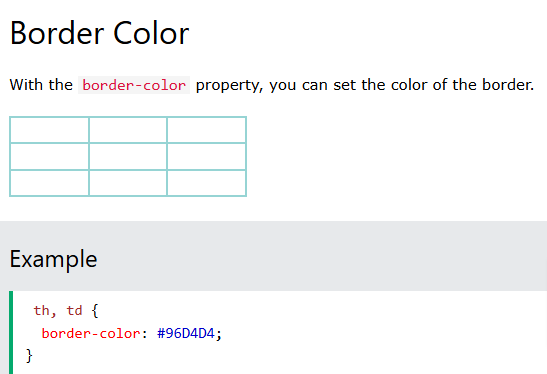 Border Color
With the border-color property, you can set the color of the border.
Example
th, td {
border-color: #96D4D4;
}